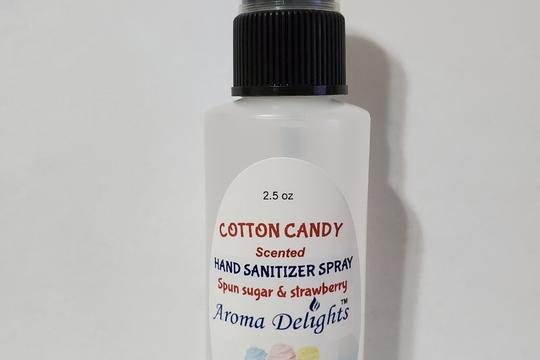 2.5 oz
COTTON CANDY
Scented
HAND SANITIZER SPRAY
Spun sugar & strawberry
Aroma Delights™